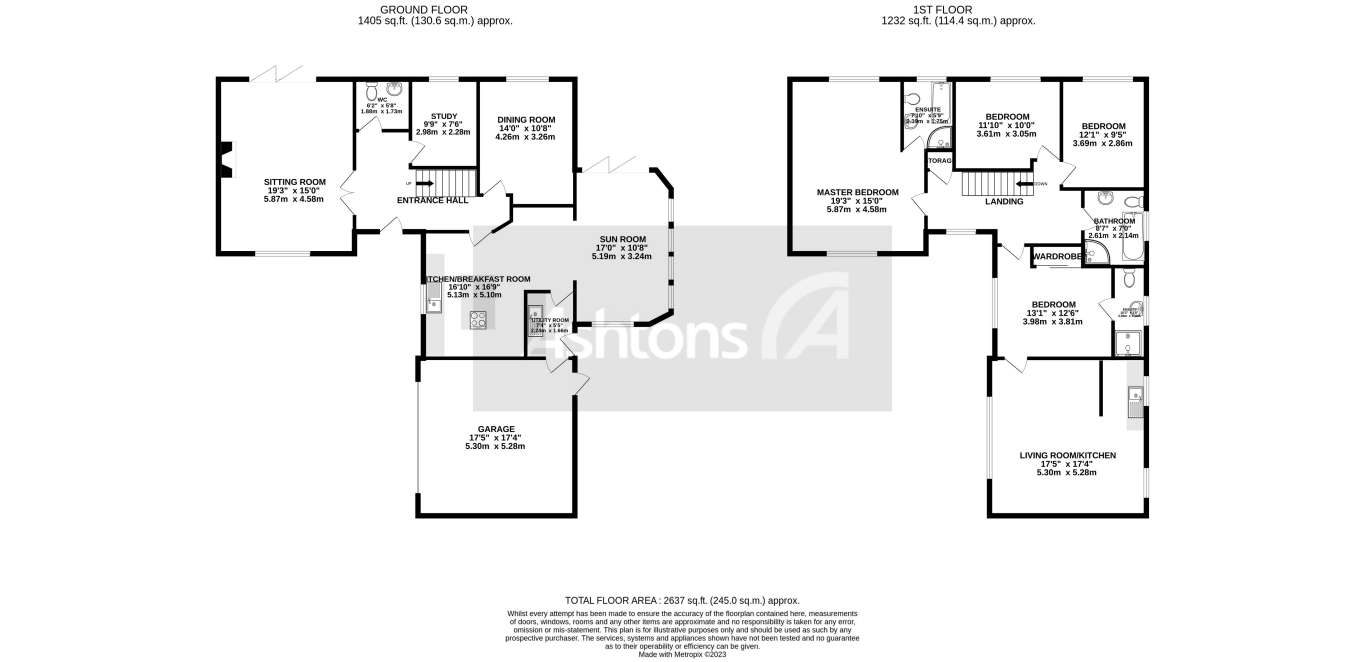 GROUND FLOOR
1405 sq.ft. (130.6 sq.m.) approx.
1ST FLOOR
1232 sq.ft. (114.4 sq.m.) approx.
WC
6'2" x 5'8"
1.88m x 1.73m
STUDY
9'9" x 7'6"
2.98m x 2.28m
DINING ROOM
14'0" x 10'8"
4.26m x 3.26m
SITTING ROOM
19'3" x 15'0"
5.87m x 4.58m
UP
ENTRANCE HALL
SUN ROOM
17'0" x 10'8"
5.19m x 3.24m
ITCHEN/BREAKFAST ROOM
16'10" x 16'9"
5.13m x 5.10m
UTILITY ROOM
7'4" x 5'5"
2.24m x 1.66m
GARAGE
17'5" x 17'4"
5.30m x 5.28m
ENSUITE
7'10" x 5'9"
2.39m x 1.75m
BEDROOM
11'10" x 10'0"
3.61m x 3.05m
BEDROOM
12'1" x 9'5"
3.69m x 2.86m
STORAG
MASTER BEDROOM
19'3" x 15'0"
5.87m x 4.58m
DOWN
LANDING
BATHROOM
8'7" x 7'0"
2.61m x 2.14m
WARDROBE
BEDROOM
13'1" x 12'6"
3.98m x 3.81m
ENSUITE
LIVING ROOM/KITCHEN
17'5" x 17'4"
5.30m x 5.28m
Ashtons
TOTAL FLOOR AREA : 2637 sq.ft. (245.0 sq.m.) approx.
Whilst every attempt has been made to ensure the accuracy of the floorplan contained here, measurements
of doors, windows, rooms and any other items are approximate and no responsibility is taken for any error,
omission or mis-statement. This plan is for illustrative purposes only and should be used as such by any
prospective purchaser. The services, systems and appliances shown have not been tested and no guarantee
as to their operability or efficiency can be given.
Made with Metropix ©2023